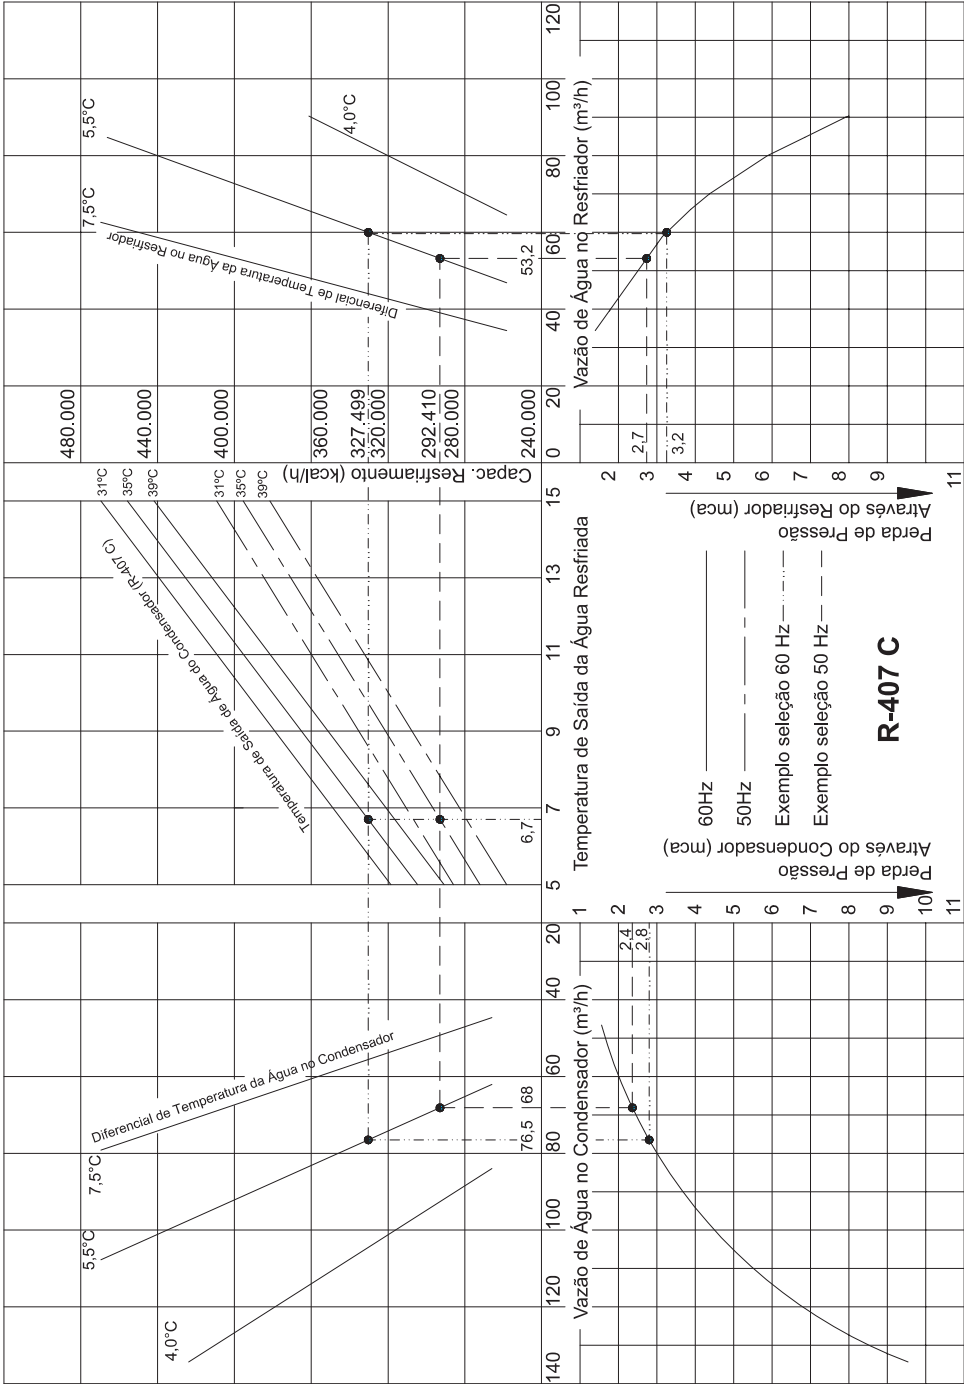 4,0°C
5,5°C
7,5°C
Diferencial de Temperatura da Água no Condensador
76,5
68
140
120
100
80
60
40
20
Vazão de Água no Condensador (m³/h)
Temperatura de Saída de Água do Condensador (R-407 C)
31ºC
35ºC
39ºC
31ºC
35ºC
39ºC
6,7
5
7
9
11
13
15
Temperatura de Saída da Água Resfriada
Capac. Resfriamento (kcal/h)
480.000
440.000
400.000
360.000
327.499
320.000
292.410
280.000
240.000
7,5°C
5,5°C
4,0°C
Diferencial de Temperatura da Água no Resfriador
53,2
0
20
40
60
80
100
120
Vazão de Água no Resfriador (m³/h)
1
2
3
4
5
6
7
8
9
10
11
2,4
2,8
Perda de Pressão
Através do Condensador (mca)
60Hz
50Hz
Exemplo seleção 60 Hz
Exemplo seleção 50 Hz
R-407 C
Perda de Pressão
Através do Resfriador (mca)
2
3
4
5
6
7
8
9
11
2,7
3,2